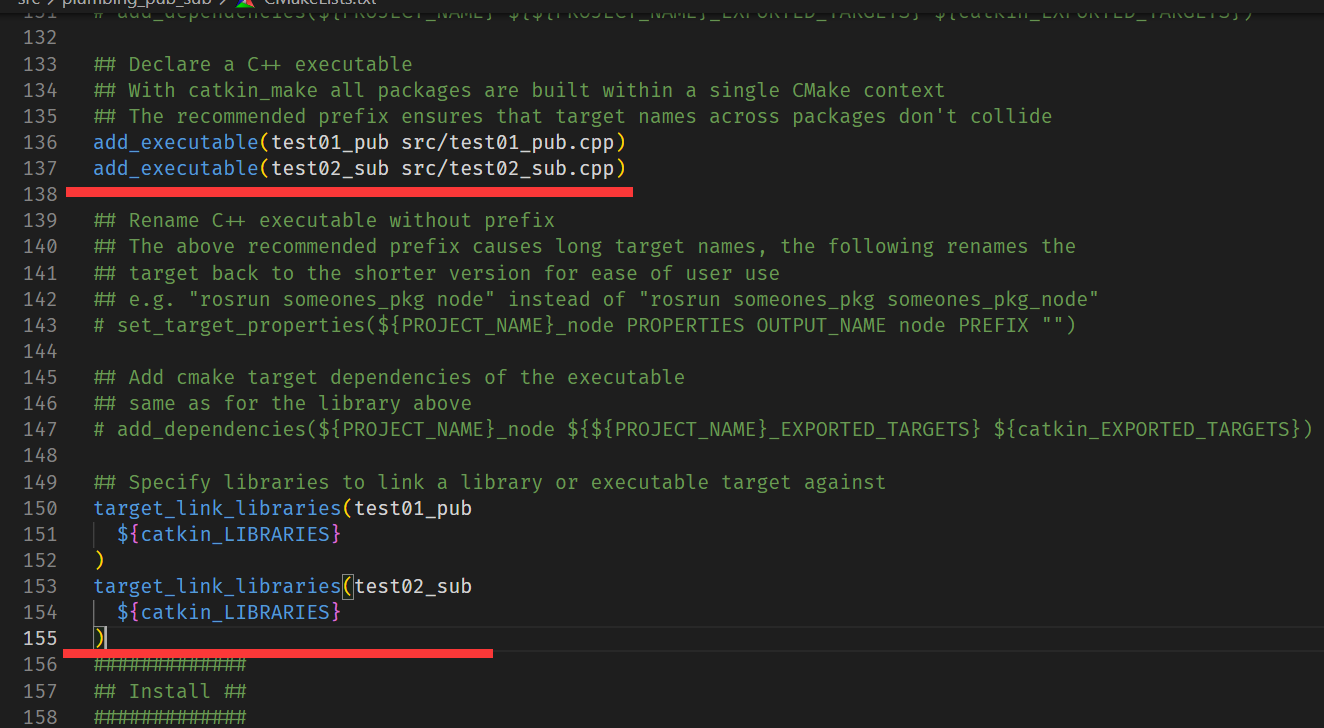 src > plumbing_pub_sub > CMakeLists.txt
131 # add_dependencies(${PROJECT_NAME} ${${PROJECT_NAME}_EXPORTED_TARGETS} ${catkin_EXPORTED_TARGETS})
132
133 ## Declare a C++ executable
134 ## With catkin_make all packages are built within a single CMake context
135 ## The recommended prefix ensures that target names across packages don't collide
136 add_executable(test01_pub src/test01_pub.cpp)
137 add_executable(test02_sub src/test02_sub.cpp)
138
139 ## Rename C++ executable without prefix
140 ## The above recommended prefix causes long target names, the following renames the
141 ## target back to the shorter version for ease of user use
142 ## e.g. "rosrun someones_pkg node" instead of "rosrun someones_pkg someones_pkg_node"
143 # set_target_properties(${PROJECT_NAME}_node PROPERTIES OUTPUT_NAME node PREFIX "")
144
145 ## Add cmake target dependencies of the executable
146 ## same as for the library above
147 # add_dependencies(${PROJECT_NAME}_node ${${PROJECT_NAME}_EXPORTED_TARGETS} ${catkin_EXPORTED_TARGETS})
148
149 ## Specify libraries to link a library or executable target against
150 target_link_libraries(test01_pub
151   ${catkin_LIBRARIES}
152 )
153 target_link_libraries(test02_sub
154   ${catkin_LIBRARIES}
155 )
156 #############
157 ## Install ##
158 #############